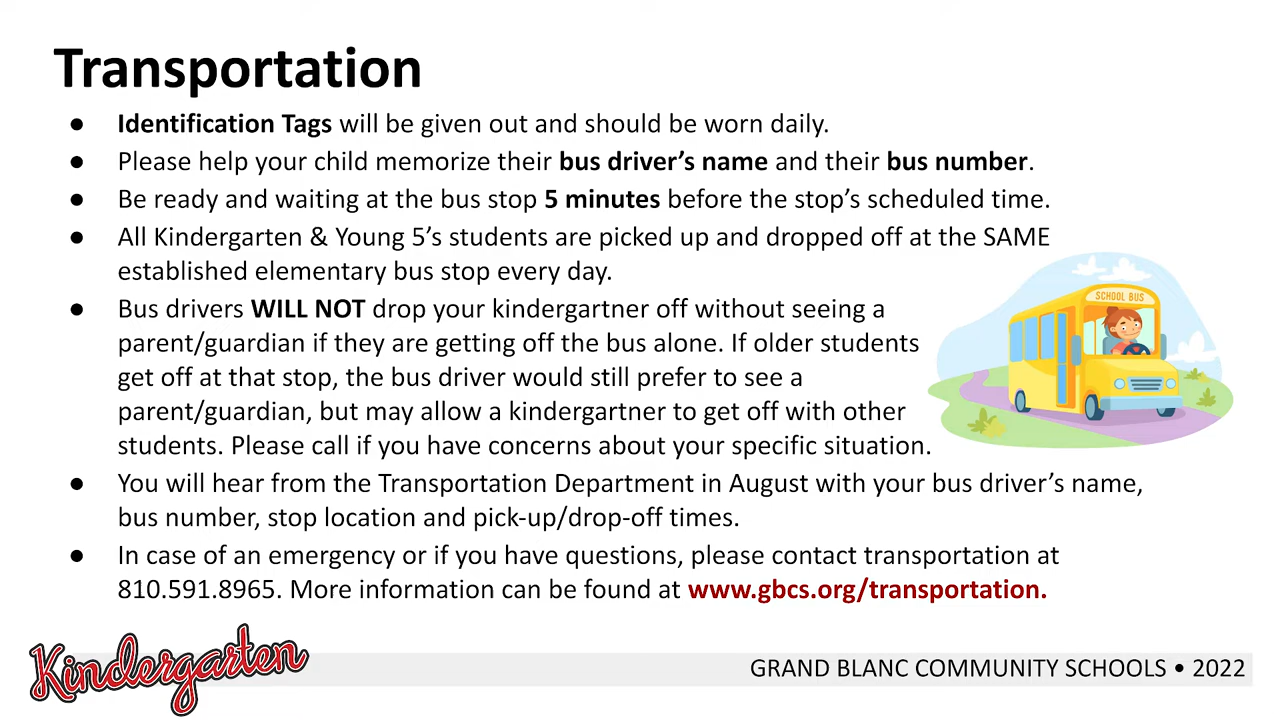 Transportation
● Identification Tags will be given out and should be worn daily.
● Please help your child memorize their bus driver’s name and their bus number.
● Be ready and waiting at the bus stop 5 minutes before the stop’s scheduled time.
● All Kindergarten & Young 5’s students are picked up and dropped off at the SAME
established elementary bus stop every day.
● Bus drivers WILL NOT drop your kindergartner off without seeing a
parent/guardian if they are getting off the bus alone. If older students
get off at that stop, the bus driver would still prefer to see a
parent/guardian, but may allow a kindergartner to get off with other
students. Please call if you have concerns about your specific situation.
SCHOOL BUS
● You will hear from the Transportation Department in August with your bus driver’s name,
bus number, stop location and pick-up/drop-off times.
● In case of an emergency or if you have questions, please contact transportation at
810.591.8965. More information can be found at www.gbcs.org/transportation.
Kindergarten
GRAND BLANC COMMUNITY SCHOOLS • 2022